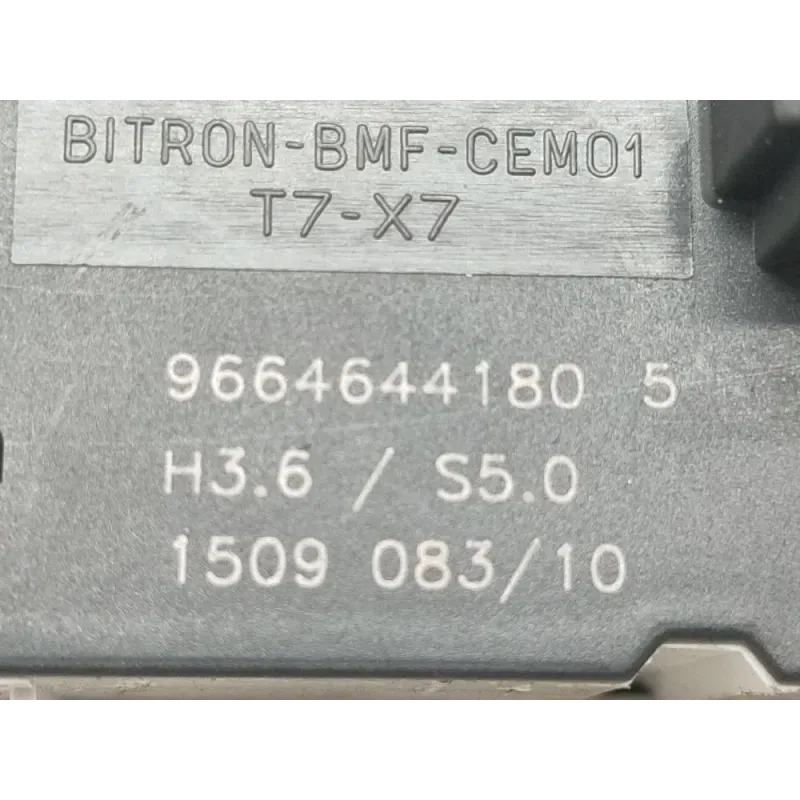 BITRON-BMF-CEM01
T7-X7
9664644180 5
H3.6 / S5.0
1509 083/10